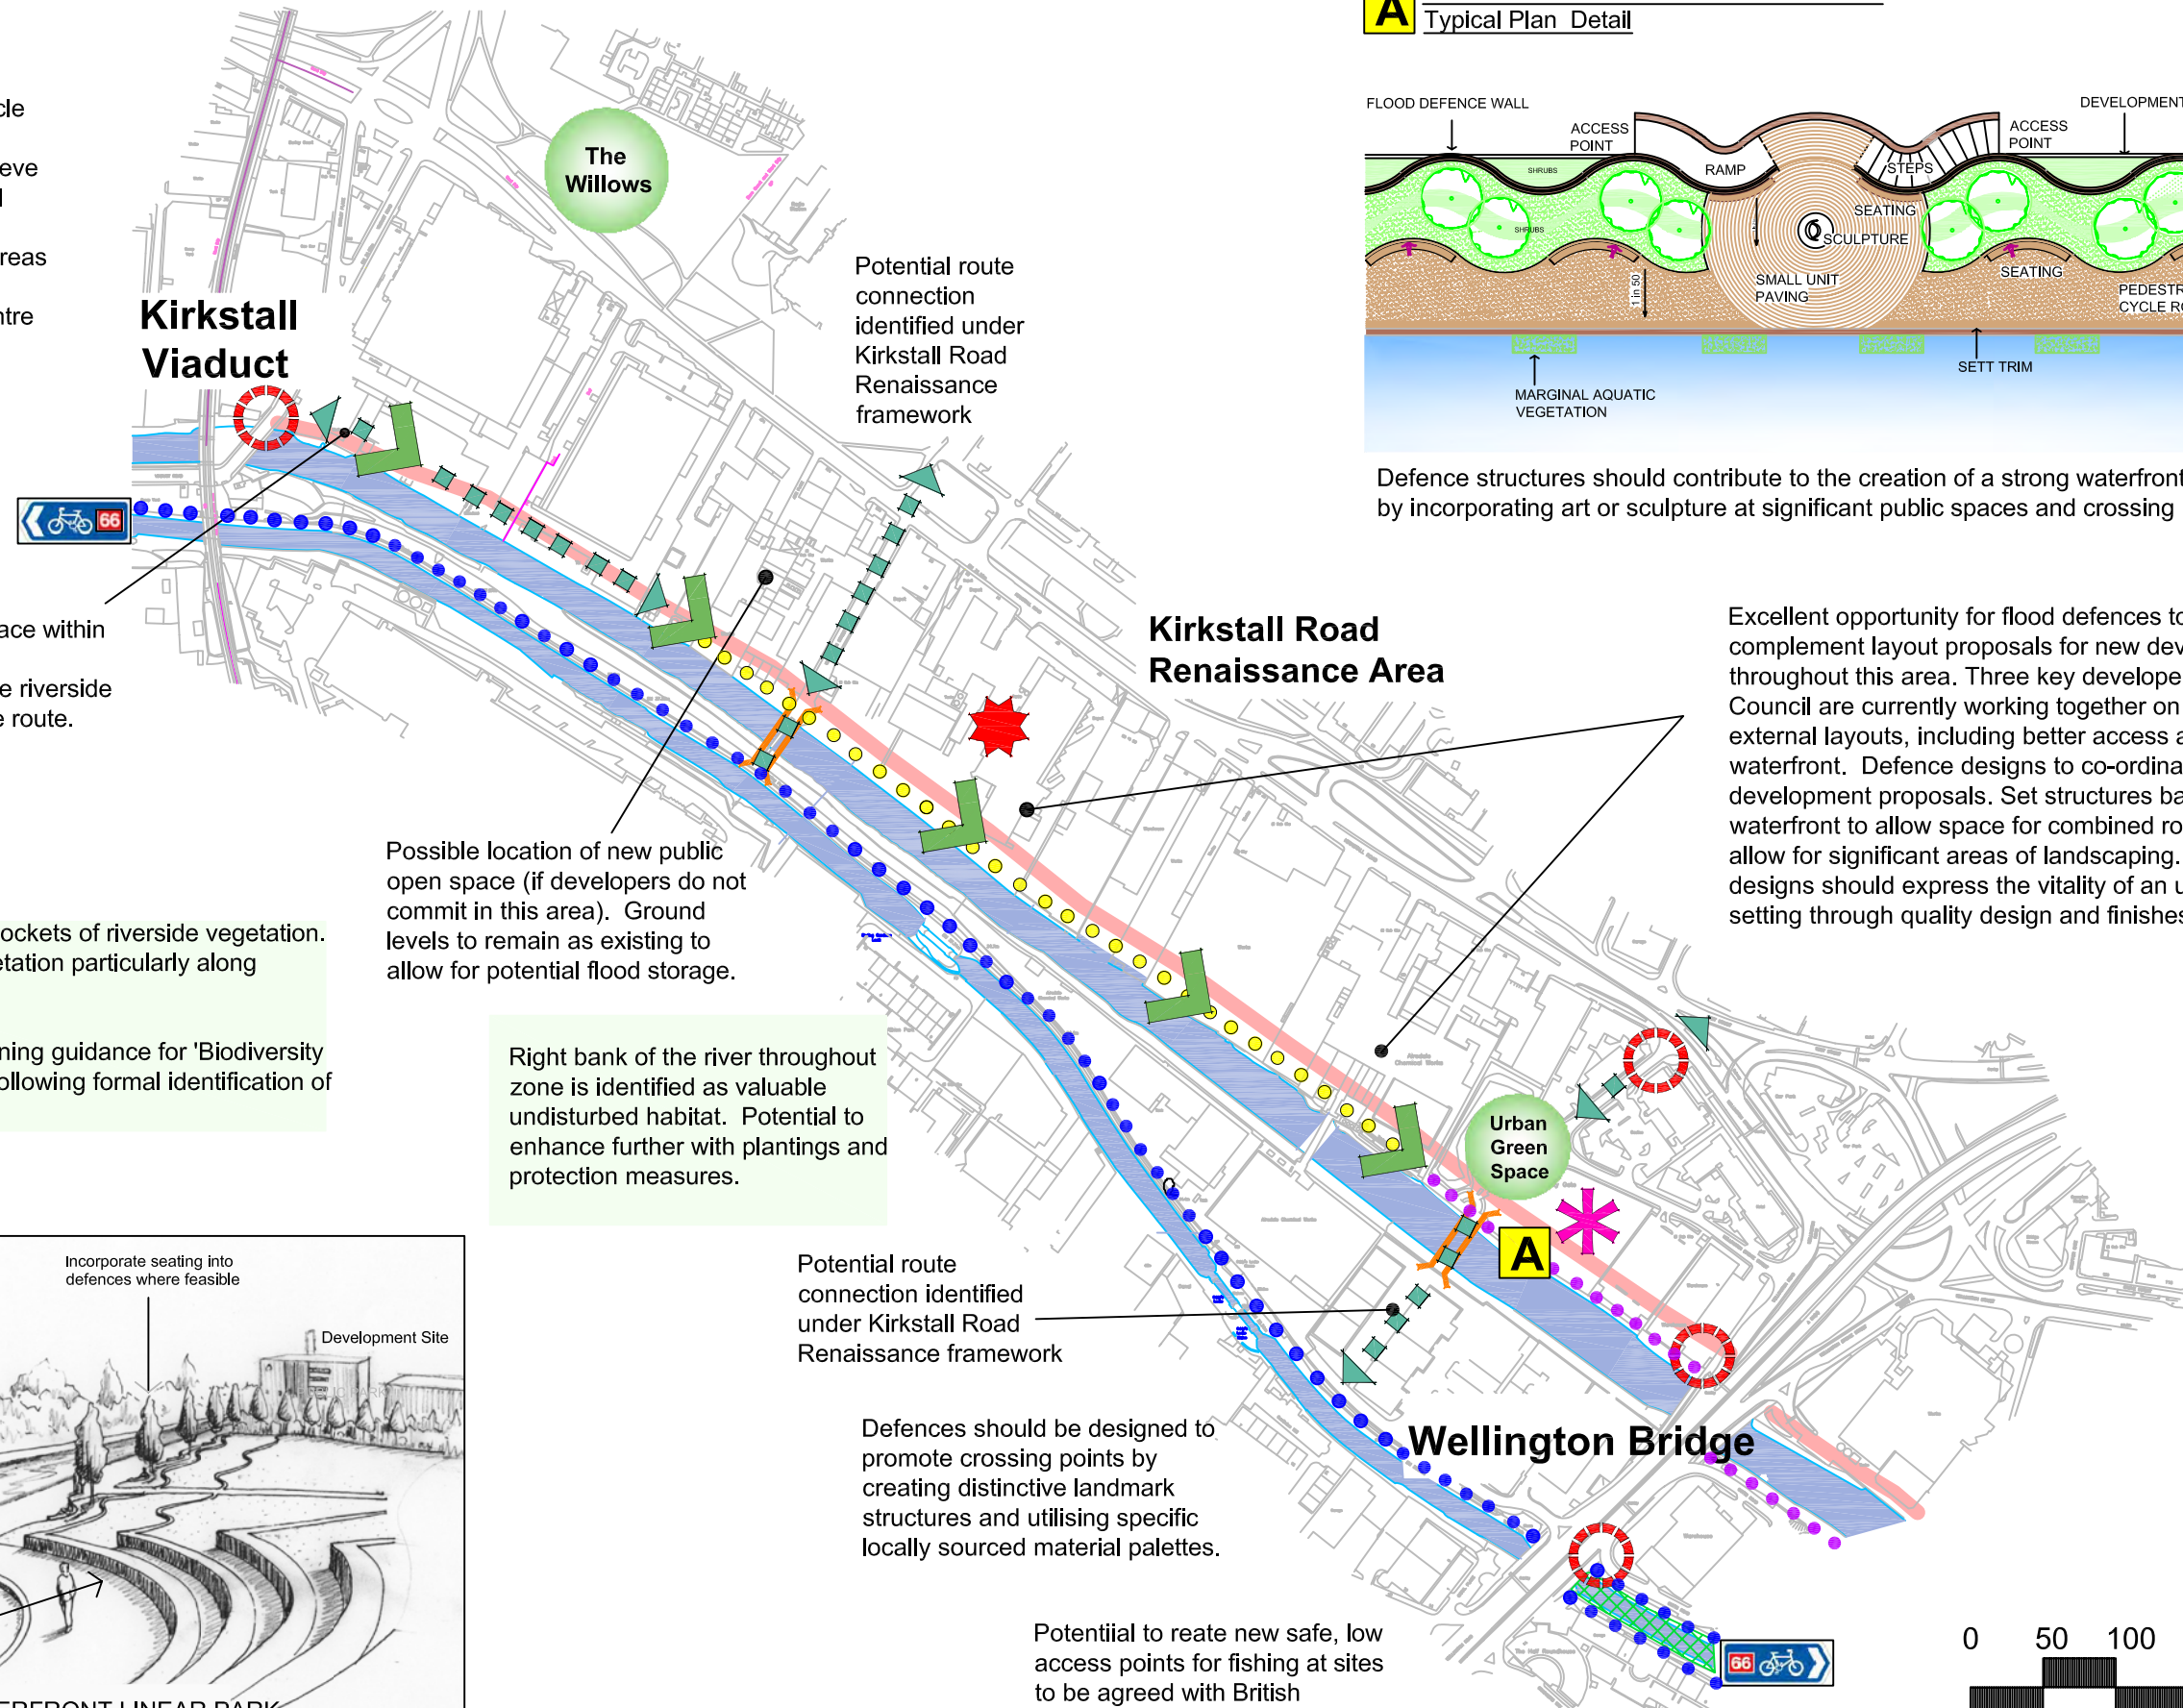 A
Typical Plan Detail
FLOOD DEFENCE WALL
ACCESS
POINT
RAMP
STEPS
ACCESS
POINT
DEVELOPMENT
SHRUBS
SHRUBS
SEATING
SCULPTURE
SEATING
SMALL UNIT
PAVING
1 in 50
PEDESTR
CYCLE RO
SETT TRIM
MARGINAL AQUATIC
VEGETATION
Defence structures should contribute to the creation of a strong waterfront
by incorporating art or sculpture at significant public spaces and crossing
cle
eve
reas
ntre
The
Willows
Kirkstall
Viaduct
Potential route
connection
identified under
Kirkstall Road
Renaissance
framework
66
ace within
e riverside
e route.
Kirkstall Road
Renaissance Area
Excellent opportunity for flood defences to
complement layout proposals for new dev
throughout this area. Three key develope
Council are currently working together on
external layouts, including better access a
waterfront. Defence designs to co-ordina
development proposals. Set structures ba
waterfront to allow space for combined ro
allow for significant areas of landscaping.
designs should express the vitality of an u
setting through quality design and finishes
Possible location of new public
open space (if developers do not
commit in this area). Ground
levels to remain as existing to
allow for potential flood storage.
ockets of riverside vegetation.
etation particularly along
ning guidance for 'Biodiversity
ollowing formal identification of
Right bank of the river throughout
zone is identified as valuable
undisturbed habitat. Potential to
enhance further with plantings and
protection measures.
Urban
Green
Space
A
Potential route
connection identified
under Kirkstall Road
Renaissance framework
Incorporate seating into
defences where feasible
Development Site
Defences should be designed to
promote crossing points by
creating distinctive landmark
structures and utilising specific
locally sourced material palettes.
Wellington Bridge
Potentiial to reate new safe, low
access points for fishing at sites
to be agreed with British
66
0 50 100
ERFRONT LINEAR PARK